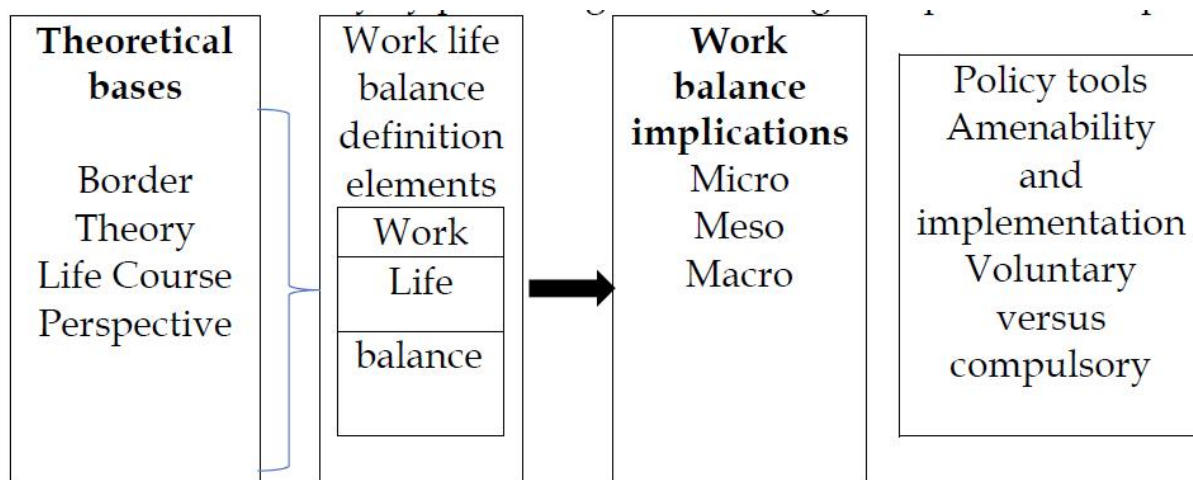 Theoretical
bases
Border
Theory
Life Course
Perspective
Work life
balance
definition
elements
Work
Life
balance
Work
balance
implications
Micro
Meso
Macro
Policy tools
Amenability
and
implementation
Voluntary
versus
compulsory